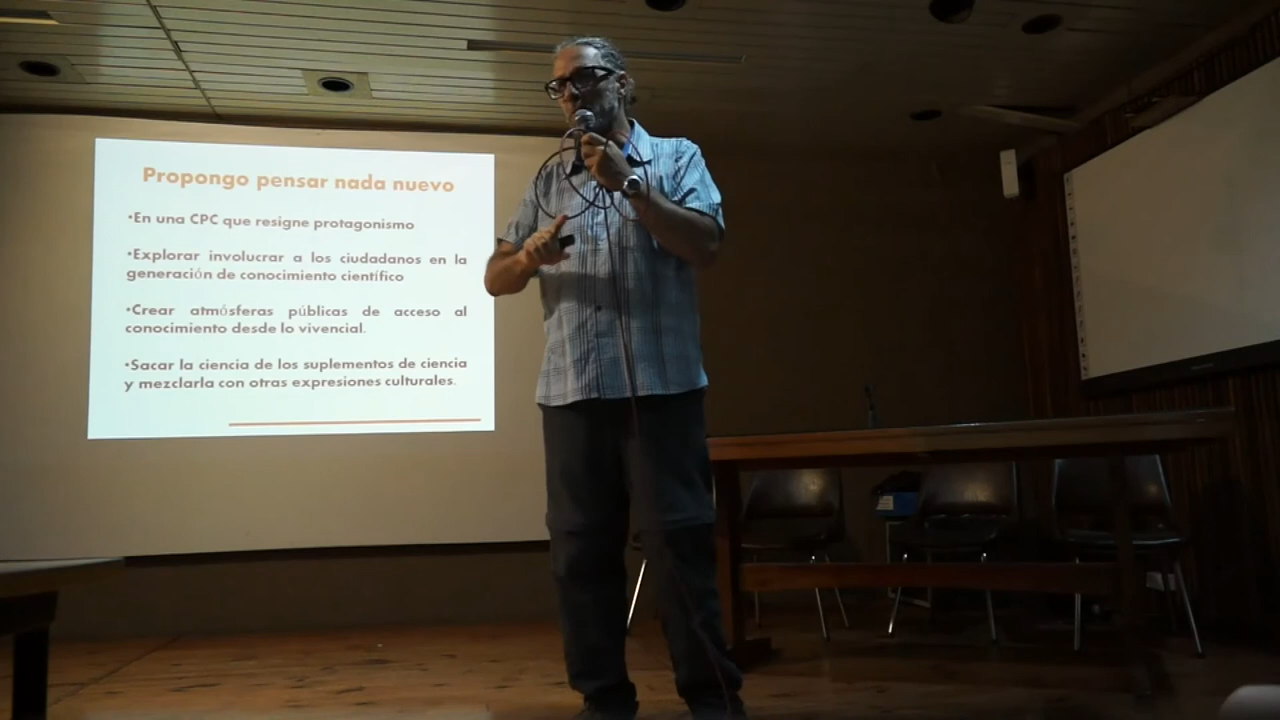 Propongo pensar nada nuevo
•En una CPC que resigne protagonismo
•Explorar involucrar a los ciudadanos en la
generación de conocimiento científico
•Crear atmósferas públicas de acceso al
conocimiento desde lo vivencial.
•Sacar la ciencia de los suplementos de ciencia
y mezclarla con otras expresiones culturales.